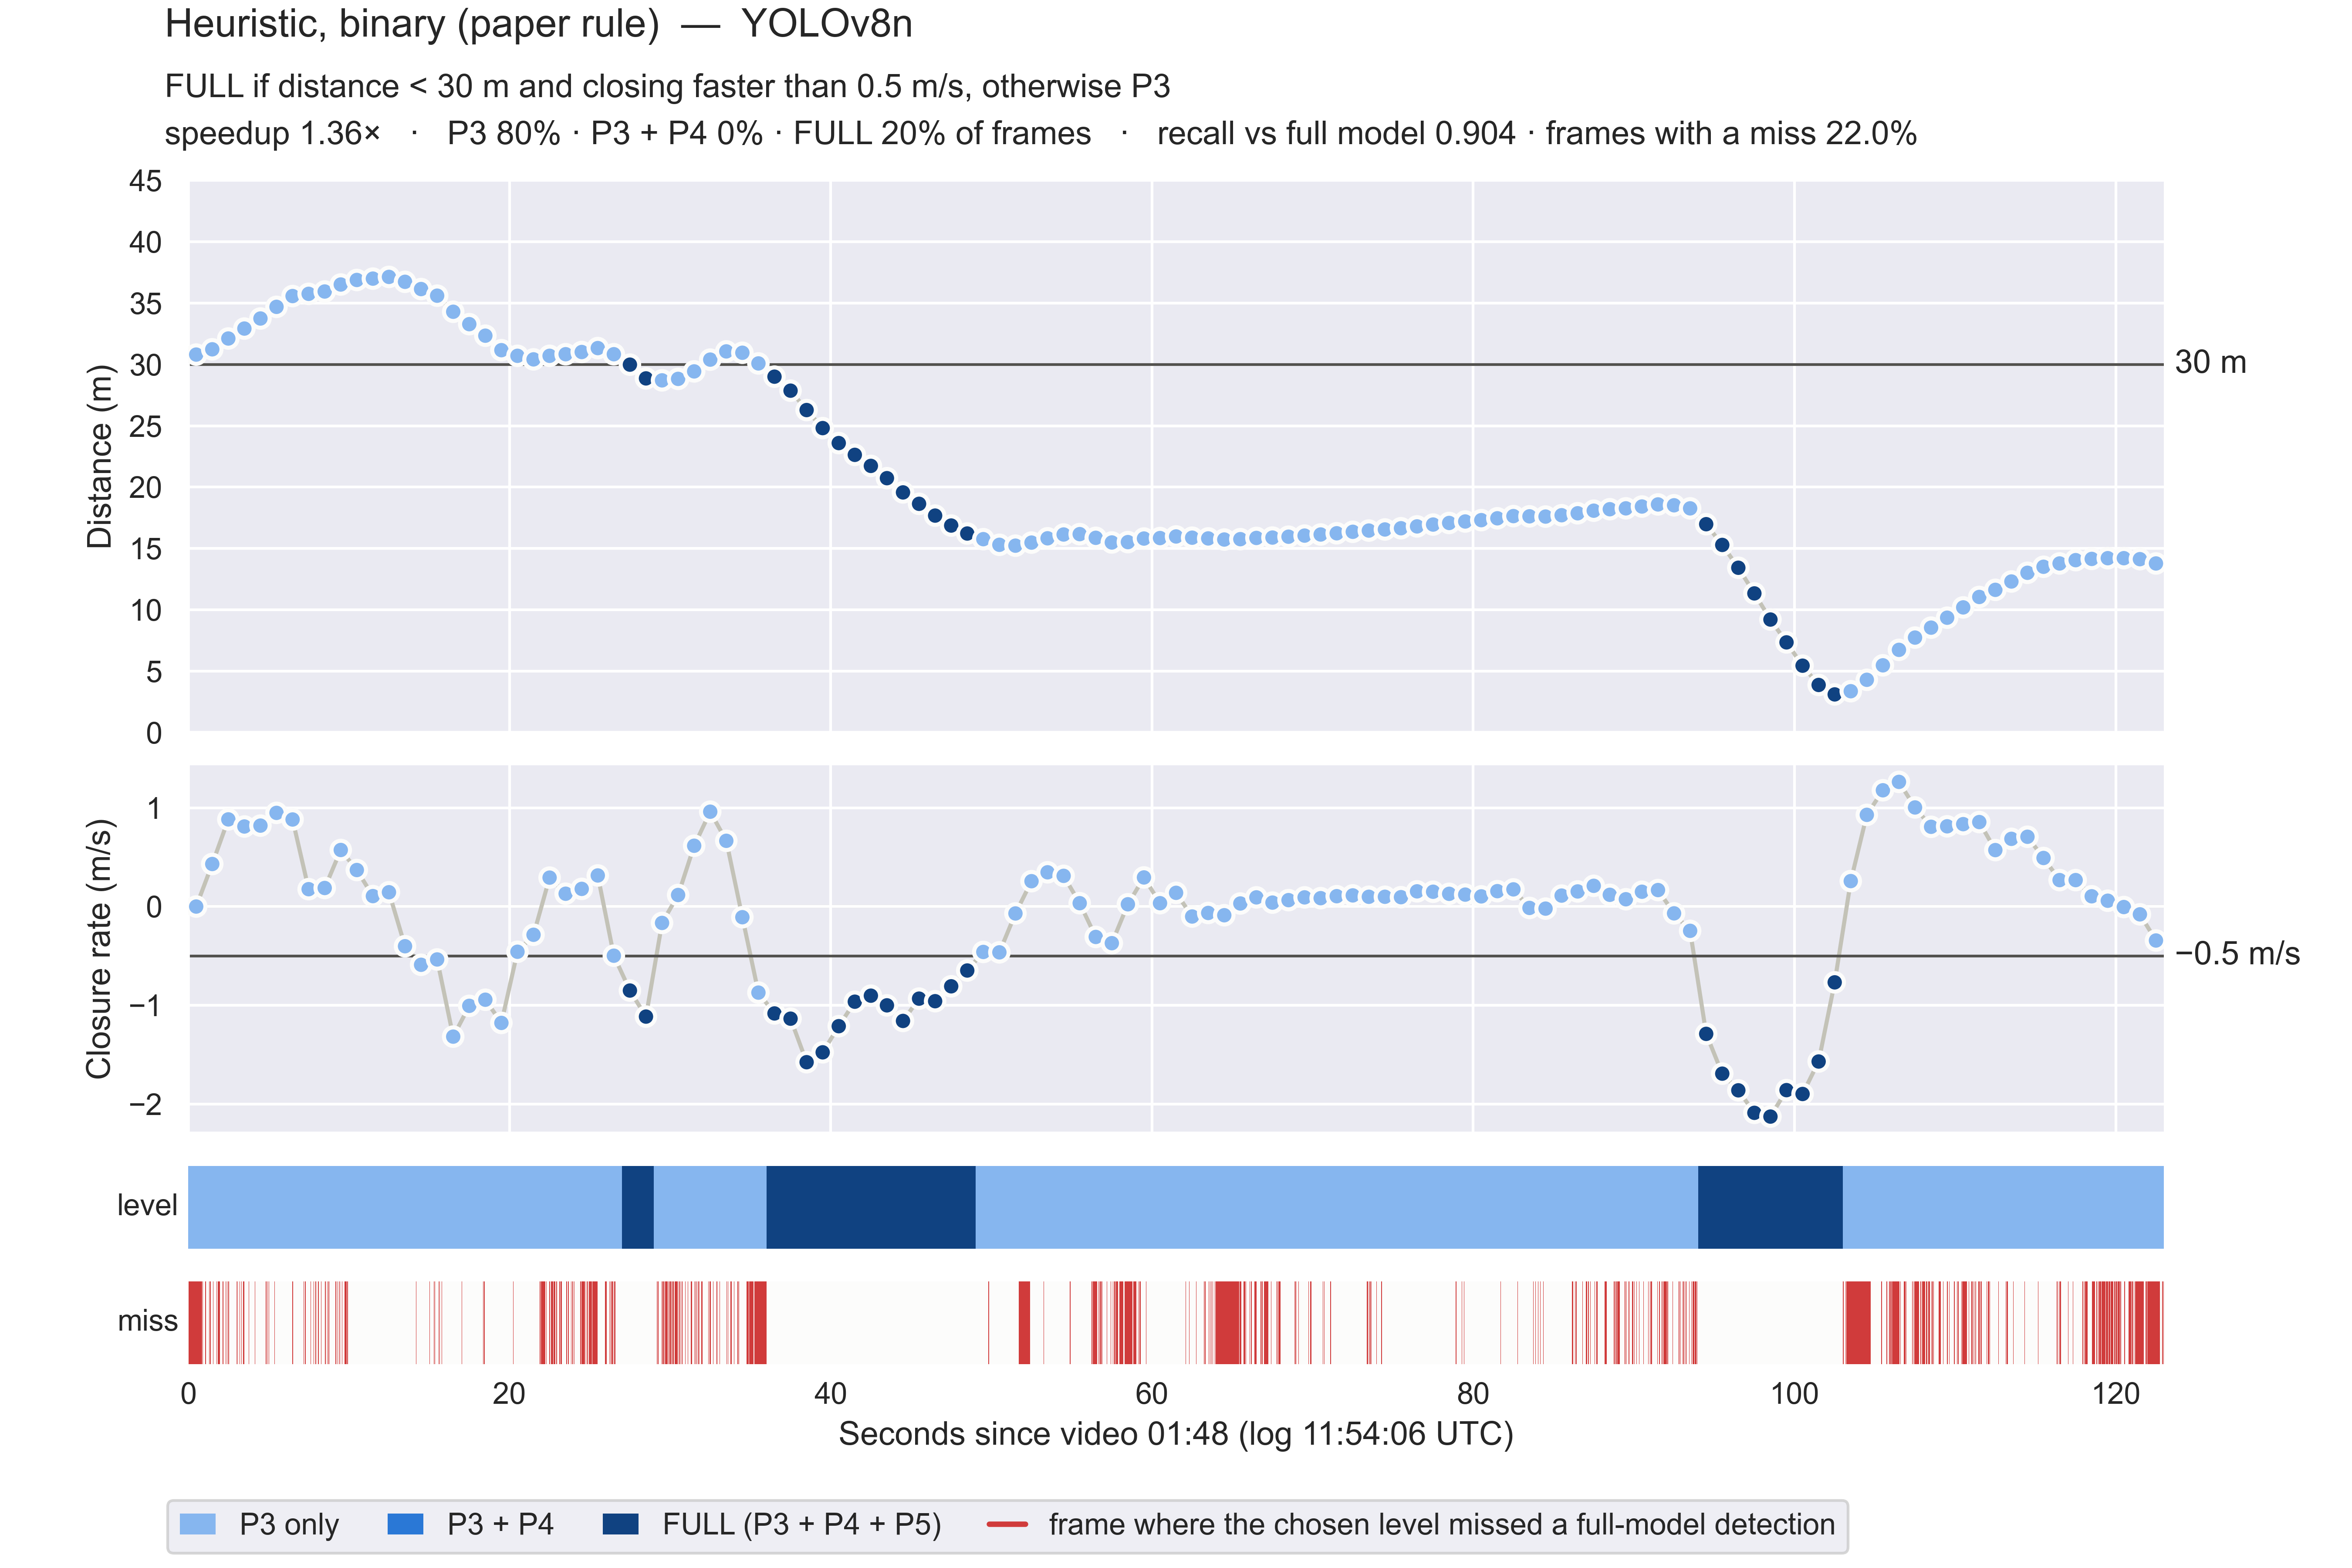 Heuristic, binary (paper rule) — YOLOv8n
FULL if distance < 30 m and closing faster than 0.5 m/s, otherwise P3
speedup 1.36× · P3 80% · P3 + P4 0% · FULL 20% of frames · recall vs full model 0.904 · frames with a miss 22.0%
45
40
35
30
25
20
15
10
5
0
Distance (m)
30 m
1
0
−1
−2
Closure rate (m/s)
−0.5 m/s
level
miss
0 20 40 60 80 100 120
Seconds since video 01:48 (log 11:54:06 UTC)
P3 only P3 + P4 FULL (P3 + P4 + P5) frame where the chosen level missed a full-model detection